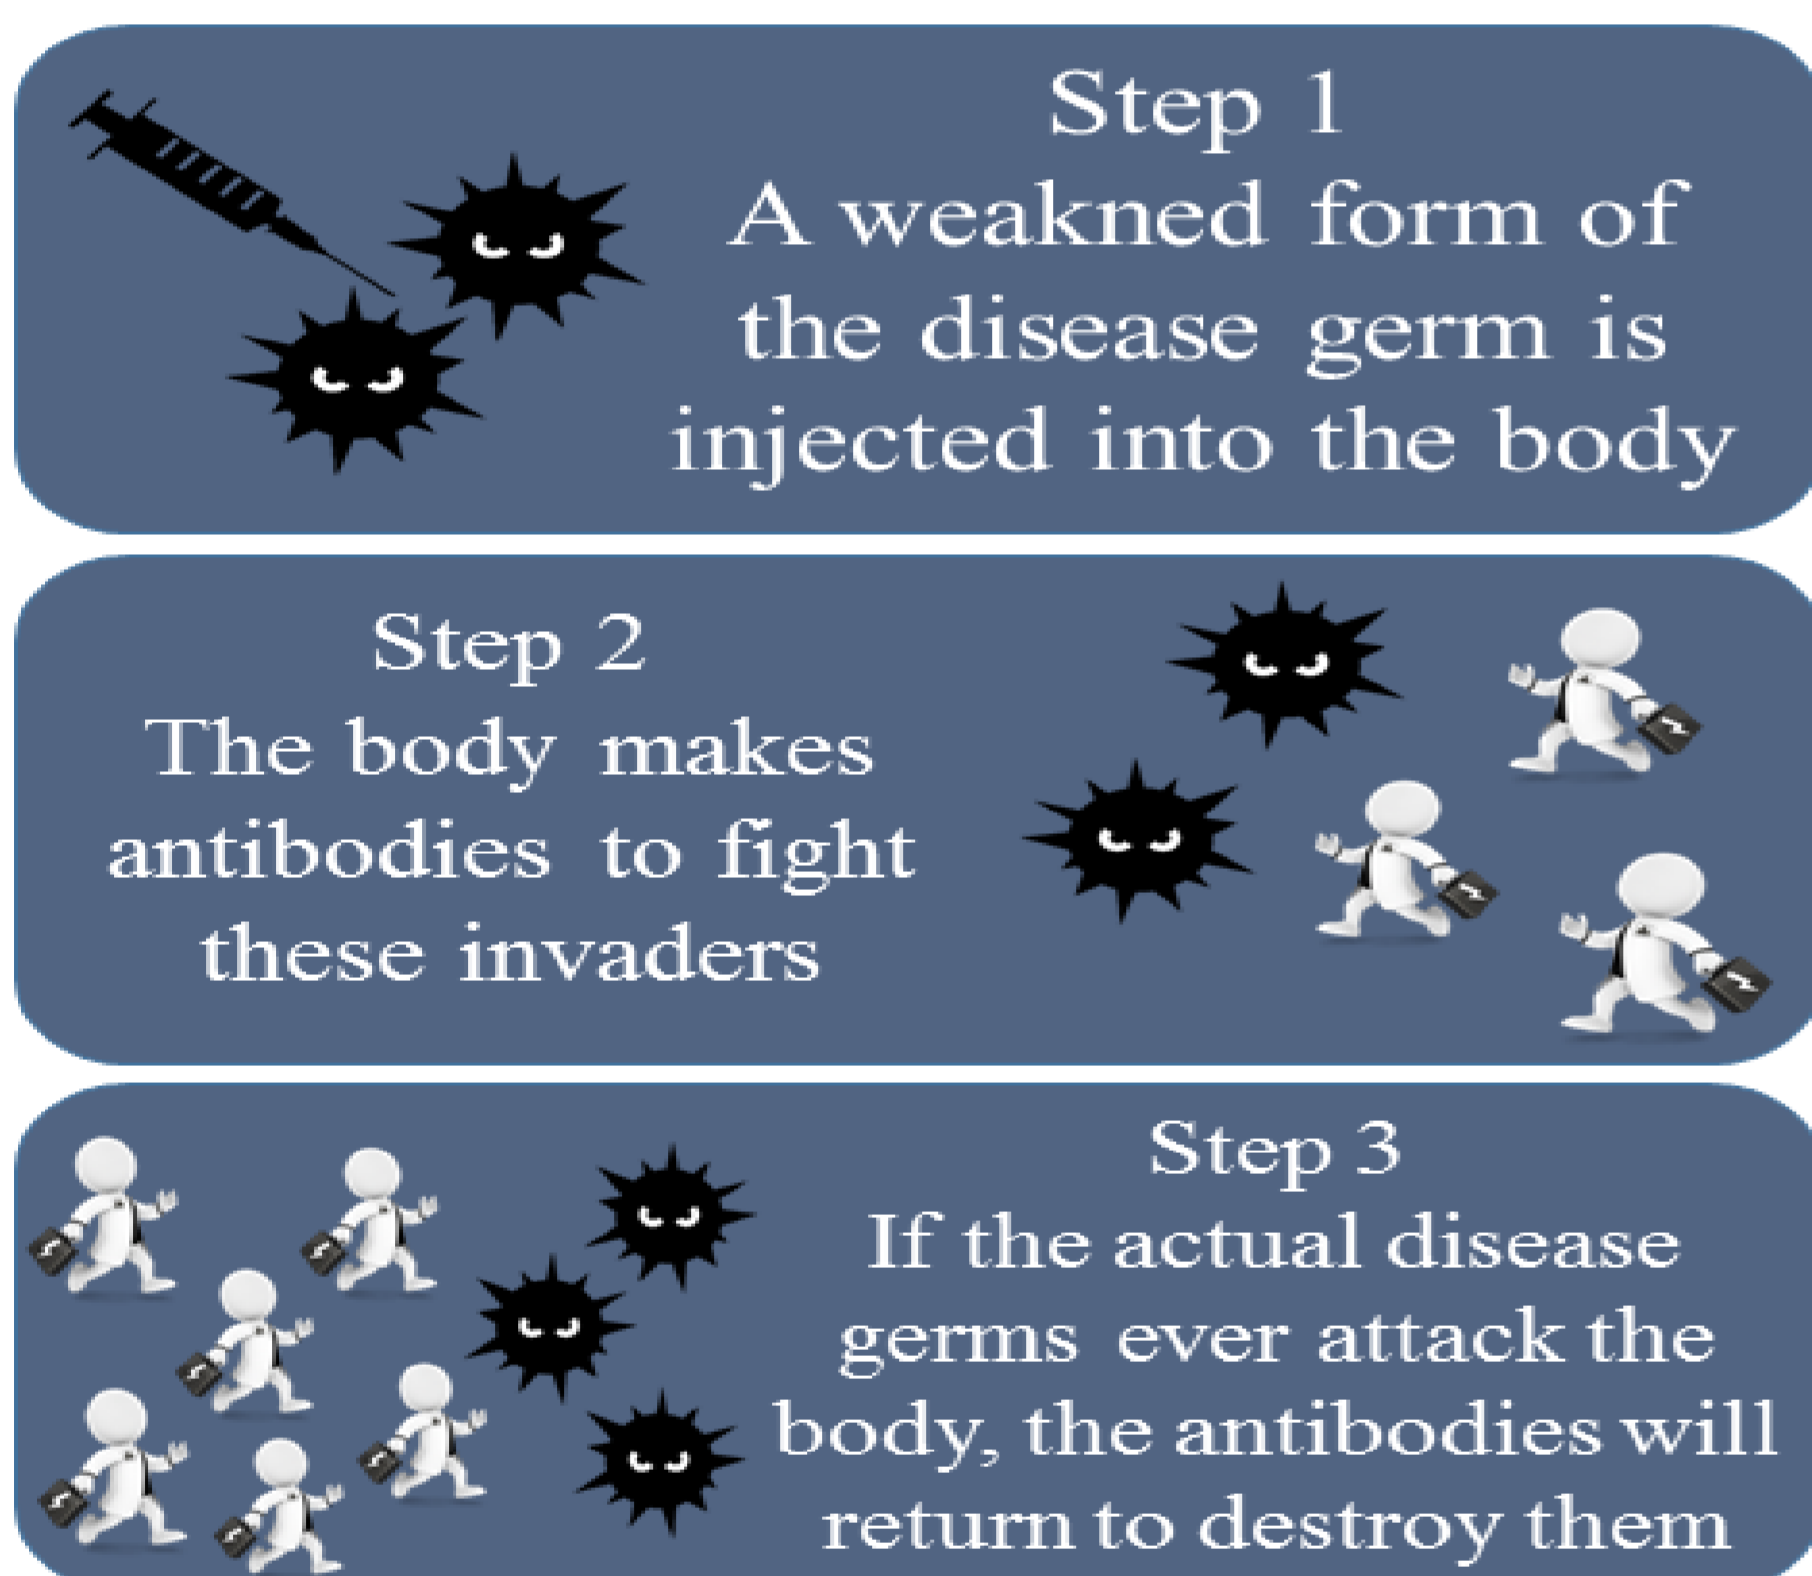 Step 1
A weakned form of
the disease germ is
injected into the body
Step 2
The body makes
antibodies to fight
these invaders
Step 3
If the actual disease
germs ever attack the
body, the antibodies will
return to destroy them